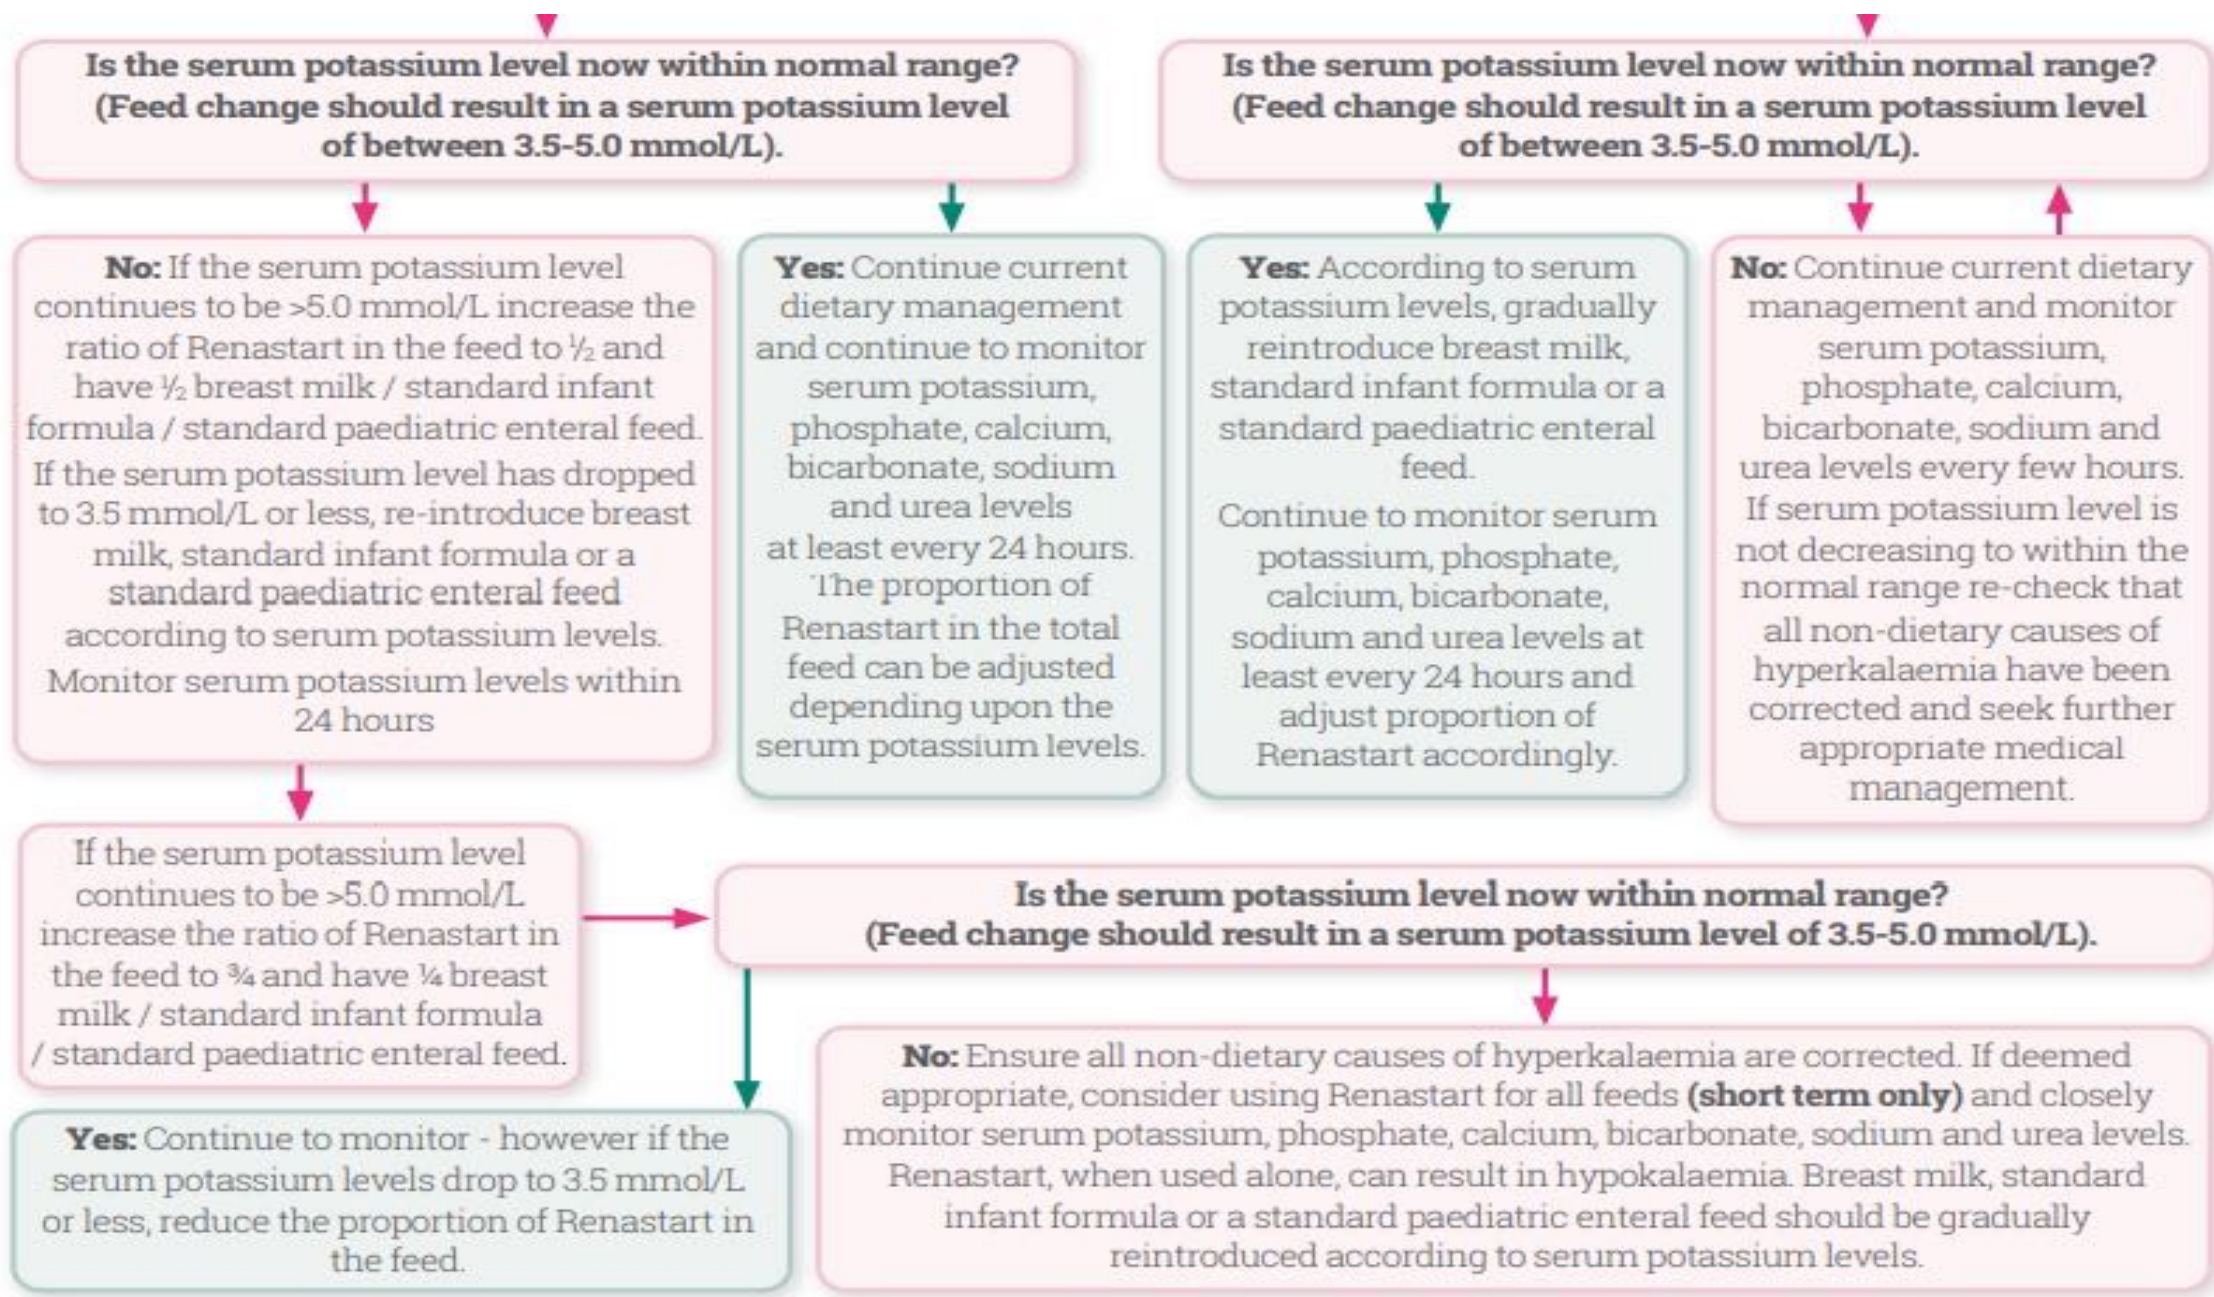 Is the serum potassium level now within normal range?
(Feed change should result in a serum potassium level
of between 3.5-5.0 mmol/L).
Is the serum potassium level now within normal range?
(Feed change should result in a serum potassium level
of between 3.5-5.0 mmol/L).
No: If the serum potassium level
continues to be >5.0 mmol/L increase the
ratio of Renastart in the feed to ½ and
have ½ breast milk / standard infant
formula / standard paediatric enteral feed.
If the serum potassium level has dropped
to 3.5 mmol/L or less, re-introduce breast
milk, standard infant formula or a
standard paediatric enteral feed
according to serum potassium levels.
Monitor serum potassium levels within
24 hours
Yes: Continue current
dietary management
and continue to monitor
serum potassium,
phosphate, calcium,
bicarbonate, sodium
and urea levels
at least every 24 hours.
The proportion of
Renastart in the total
feed can be adjusted
depending upon the
serum potassium levels.
Yes: According to serum
potassium levels, gradually
reintroduce breast milk,
standard infant formula or a
standard paediatric enteral
feed.
Continue to monitor serum
potassium, phosphate,
calcium, bicarbonate,
sodium and urea levels at
least every 24 hours and
adjust proportion of
Renastart accordingly.
No: Continue current dietary
management and monitor
serum potassium,
phosphate, calcium,
bicarbonate, sodium and
urea levels every few hours.
If serum potassium level is
not decreasing to within the
normal range re-check that
all non-dietary causes of
hyperkalaemia have been
corrected and seek further
appropriate medical
management.
If the serum potassium level
continues to be >5.0 mmol/L
increase the ratio of Renastart in
the feed to ¾ and have ¼ breast
milk / standard infant formula
/ standard paediatric enteral feed.
Is the serum potassium level now within normal range?
(Feed change should result in a serum potassium level of 3.5-5.0 mmol/L).
Yes: Continue to monitor - however if the
serum potassium levels drop to 3.5 mmol/L
or less, reduce the proportion of Renastart in
the feed.
No: Ensure all non-dietary causes of hyperkalaemia are corrected. If deemed
appropriate, consider using Renastart for all feeds (short term only) and closely
monitor serum potassium, phosphate, calcium, bicarbonate, sodium and urea levels.
Renastart, when used alone, can result in hypokalaemia. Breast milk, standard
infant formula or a standard paediatric enteral feed should be gradually
reintroduced according to serum potassium levels.